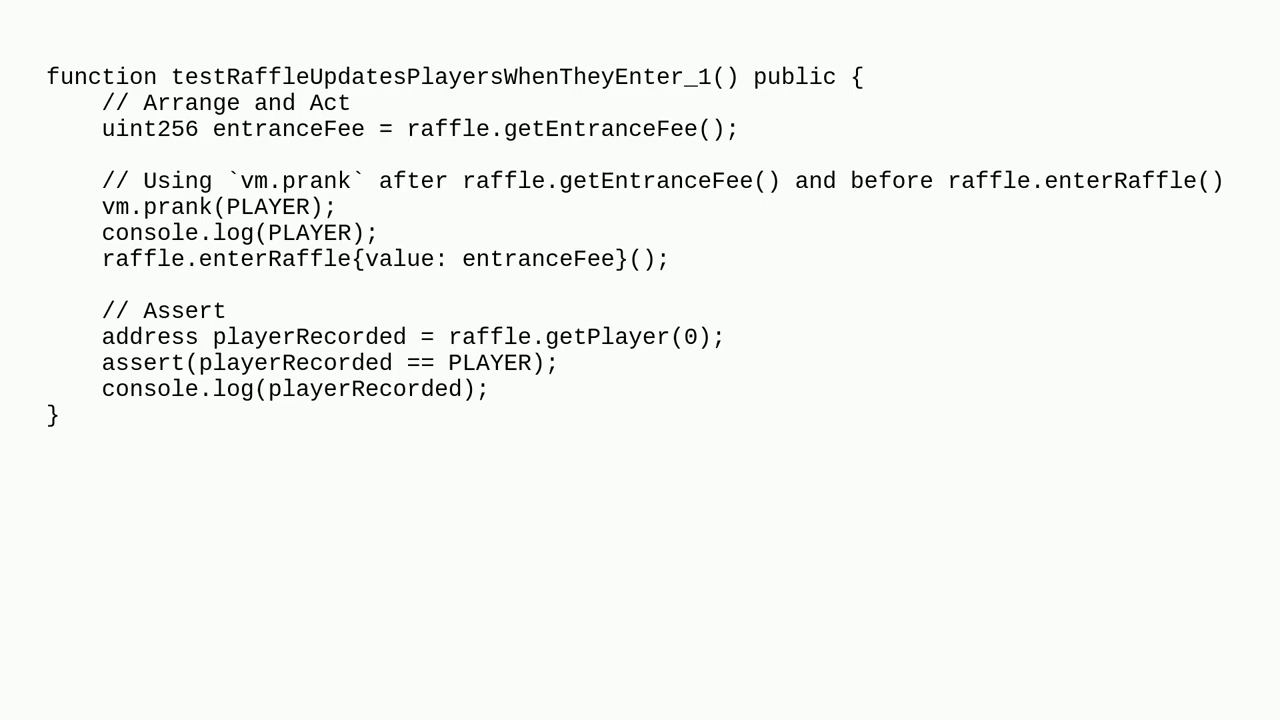 function testRaffleUpdatesPlayersWhenTheyEnter_1() public {
    // Arrange and Act
    uint256 entranceFee = raffle.getEntranceFee();

    // Using `vm.prank` after raffle.getEntranceFee() and before raffle.enterRaffle()
    vm.prank(PLAYER);
    console.log(PLAYER);
    raffle.enterRaffle{value: entranceFee}();

    // Assert
    address playerRecorded = raffle.getPlayer(0);
    assert(playerRecorded == PLAYER);
    console.log(playerRecorded);
}